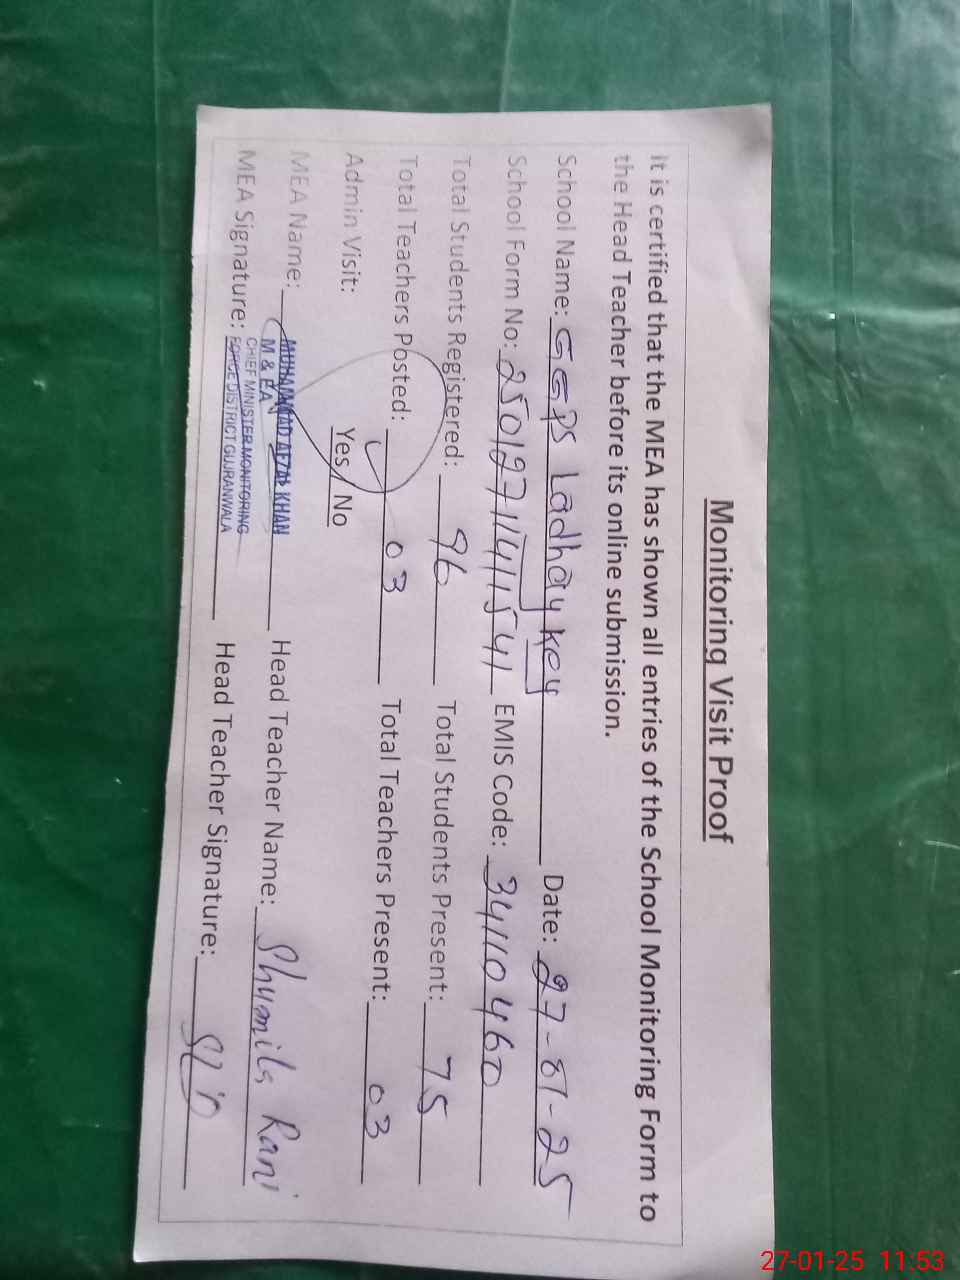 Monitoring Visit Proof
It is certified that the MEA has shown all entries of the School Monitoring Form to
the Head Teacher before its online submission.
School Name: GGPS Ladhay key Date: 27-01-25
School Form No: 25012711411541 EMIS Code: 34110460
Total Students Registered: 96 Total Students Present: 75
Total Teachers Posted: 03 Total Teachers Present: 03
Admin Visit: Yes / No
MEA Name: MUHAMMAD AFZAL KHAN Head Teacher Name: Shumila Rani
M & EA
CHIEF MINISTER MONITORING
FORCE DISTRICT GUJRANWALA
MEA Signature: Head Teacher Signature:
27-01-25 11:53